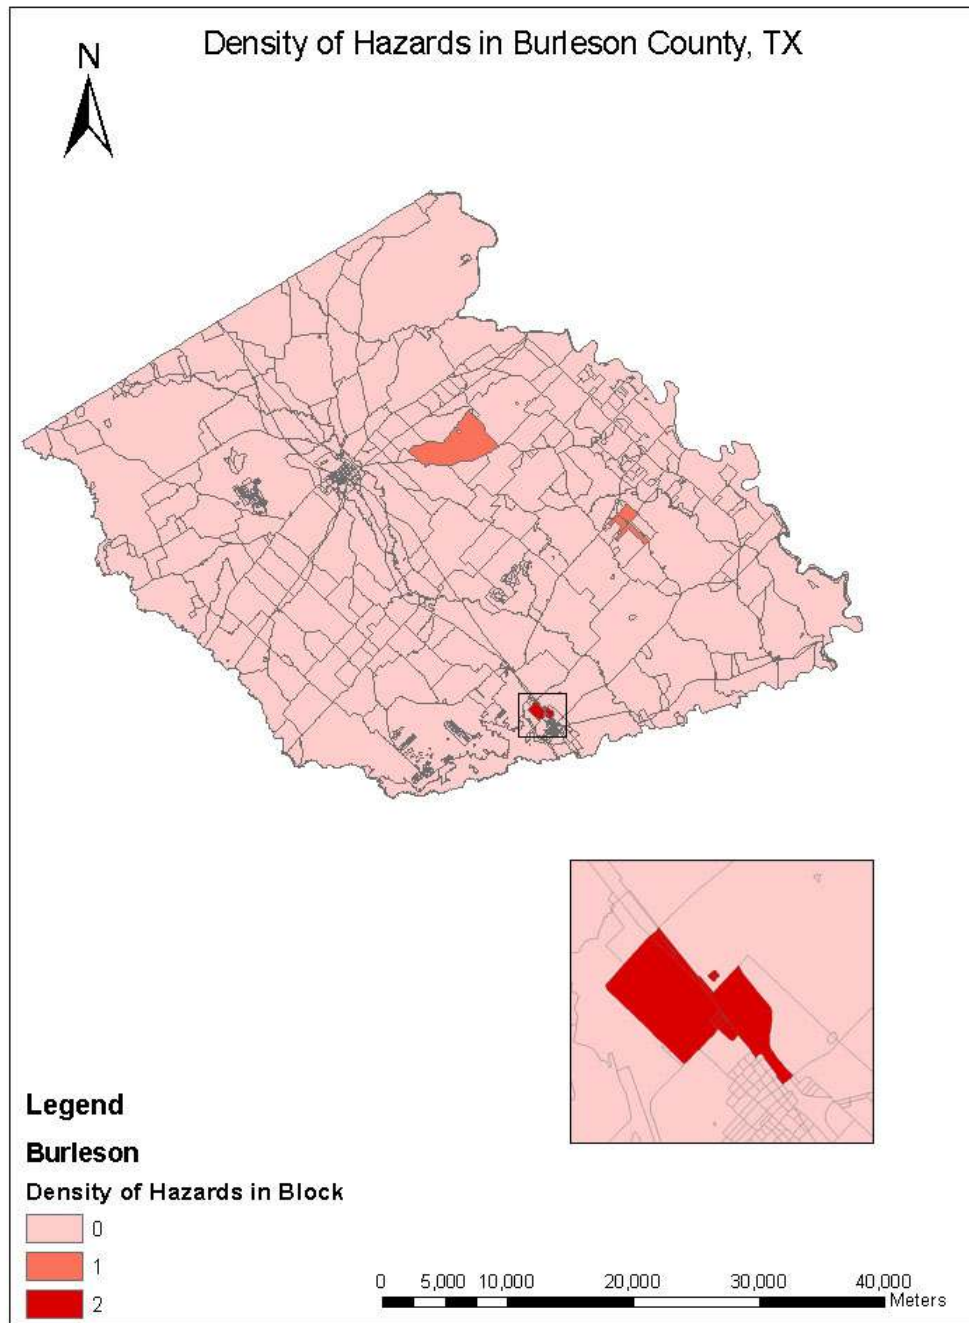 Density of Hazards in Burleson County, TX
N
Legend
Burleson
Density of Hazards in Block
0
1
2
0 5,000 10,000 20,000 30,000 40,000
Meters